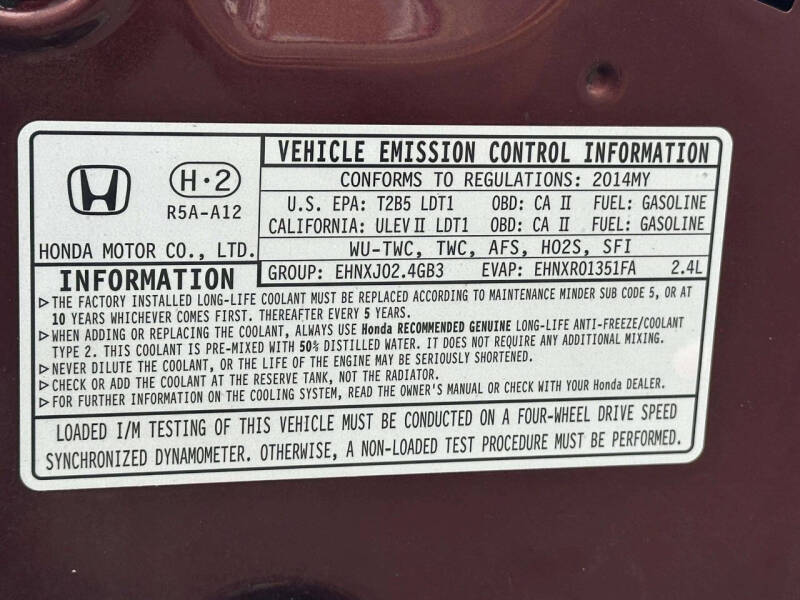 H•2
R5A-A12
HONDA MOTOR CO., LTD.
VEHICLE EMISSION CONTROL INFORMATION
CONFORMS TO REGULATIONS: 2014MY
U.S. EPA: T2B5 LDT1 OBD: CA II FUEL: GASOLINE
CALIFORNIA: ULEV II LDT1 OBD: CA II FUEL: GASOLINE
WU-TWC, TWC, AFS, HO2S, SFI
GROUP: EHNXJ02.4GB3 EVAP: EHNXR01351FA 2.4L
INFORMATION
▷THE FACTORY INSTALLED LONG-LIFE COOLANT MUST BE REPLACED ACCORDING TO MAINTENANCE MINDER SUB CODE 5, OR AT
10 YEARS WHICHEVER COMES FIRST. THEREAFTER EVERY 5 YEARS.
▷WHEN ADDING OR REPLACING THE COOLANT, ALWAYS USE Honda RECOMMENDED GENUINE LONG-LIFE ANTI-FREEZE/COOLANT
TYPE 2. THIS COOLANT IS PRE-MIXED WITH 50% DISTILLED WATER. IT DOES NOT REQUIRE ANY ADDITIONAL MIXING.
▷NEVER DILUTE THE COOLANT, OR THE LIFE OF THE ENGINE MAY BE SERIOUSLY SHORTENED.
▷CHECK OR ADD THE COOLANT AT THE RESERVE TANK, NOT THE RADIATOR.
▷FOR FURTHER INFORMATION ON THE COOLING SYSTEM, READ THE OWNER'S MANUAL OR CHECK WITH YOUR Honda DEALER.
LOADED I/M TESTING OF THIS VEHICLE MUST BE CONDUCTED ON A FOUR-WHEEL DRIVE SPEED
SYNCHRONIZED DYNAMOMETER. OTHERWISE, A NON-LOADED TEST PROCEDURE MUST BE PERFORMED.